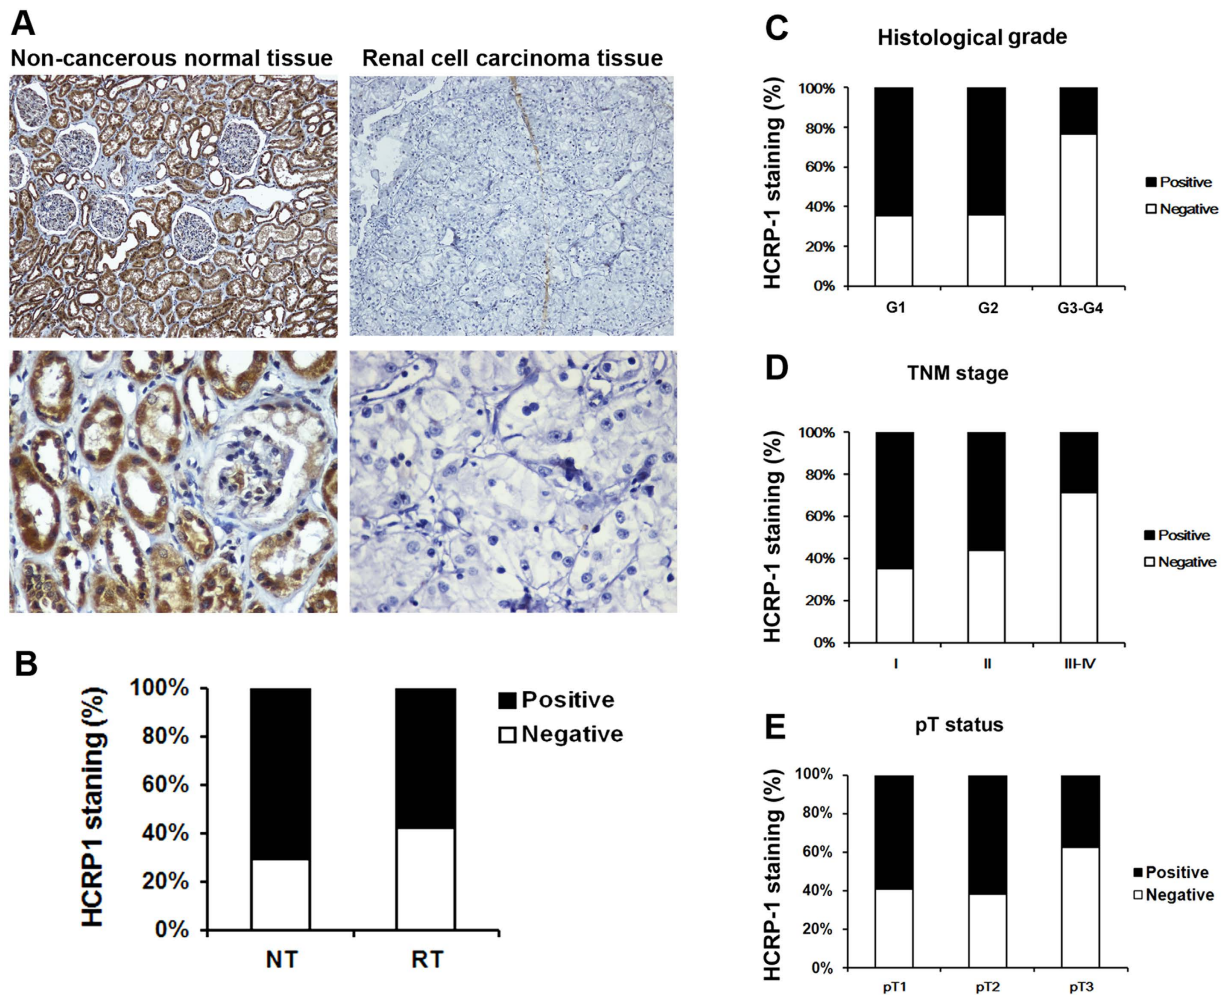 A
Non-cancerous normal tissue
Renal cell carcinoma tissue
B
HCRP1 staning (%)
100%
80%
60%
40%
20%
0%
NT
RT
Positive
Negative
C
Histological grade
HCRP-1 staining (%)
100%
80%
60%
40%
20%
0%
G1
G2
G3-G4
Positive
Negative
D
TNM stage
HCRP-1 staining (%)
100%
80%
60%
40%
20%
0%
I
II
III-IV
Positive
Negative
E
pT status
HCRP-1 staining (%)
100%
80%
60%
40%
20%
0%
pT1
pT2
pT3
Positive
Negative